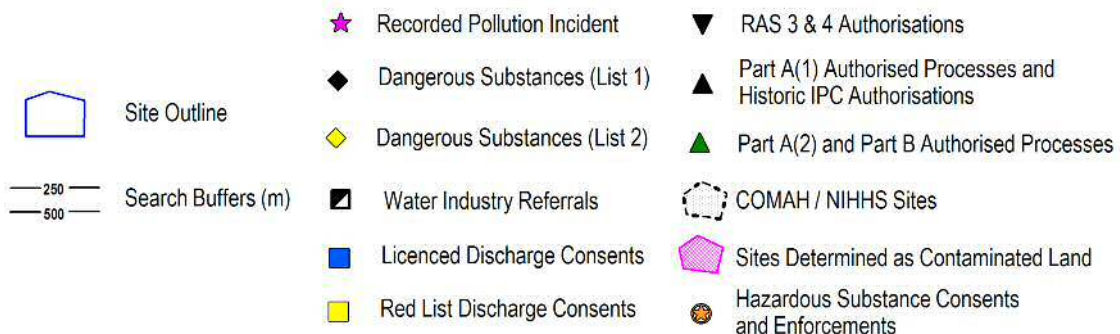 Site Outline
250
500
Search Buffers (m)
Recorded Pollution Incident
Dangerous Substances (List 1)
Dangerous Substances (List 2)
Water Industry Referrals
Licenced Discharge Consents
Red List Discharge Consents
RAS 3 & 4 Authorisations
Part A(1) Authorised Processes and
Historic IPC Authorisations
Part A(2) and Part B Authorised Processes
COMAH / NIHHS Sites
Sites Determined as Contaminated Land
Hazardous Substance Consents
and Enforcements